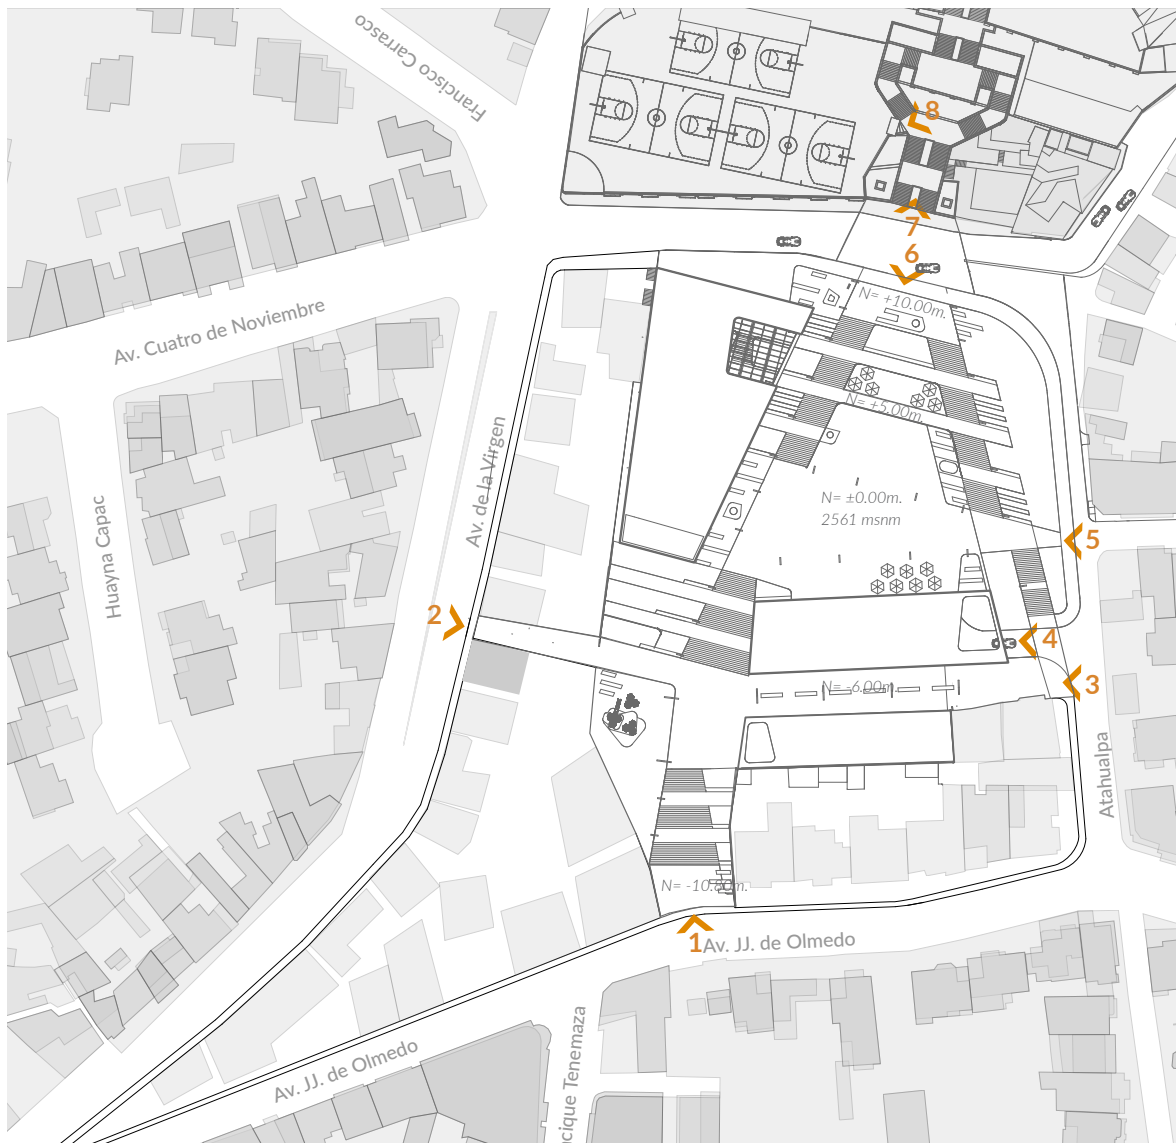 Francisco Carrasco
8
7
6
N= +10.00m.
Av. Cuatro de Noviembre
N= +5.00m.
Av. de la Virgen
N= ±0.00m.
2561 msnm
Huayna Capac
5
2
4
3
N= -6.00m.
Atahualpa
N= -10.80m.
1
Av. JJ. de Olmedo
Av. JJ. de Olmedo
cique Tenemaza